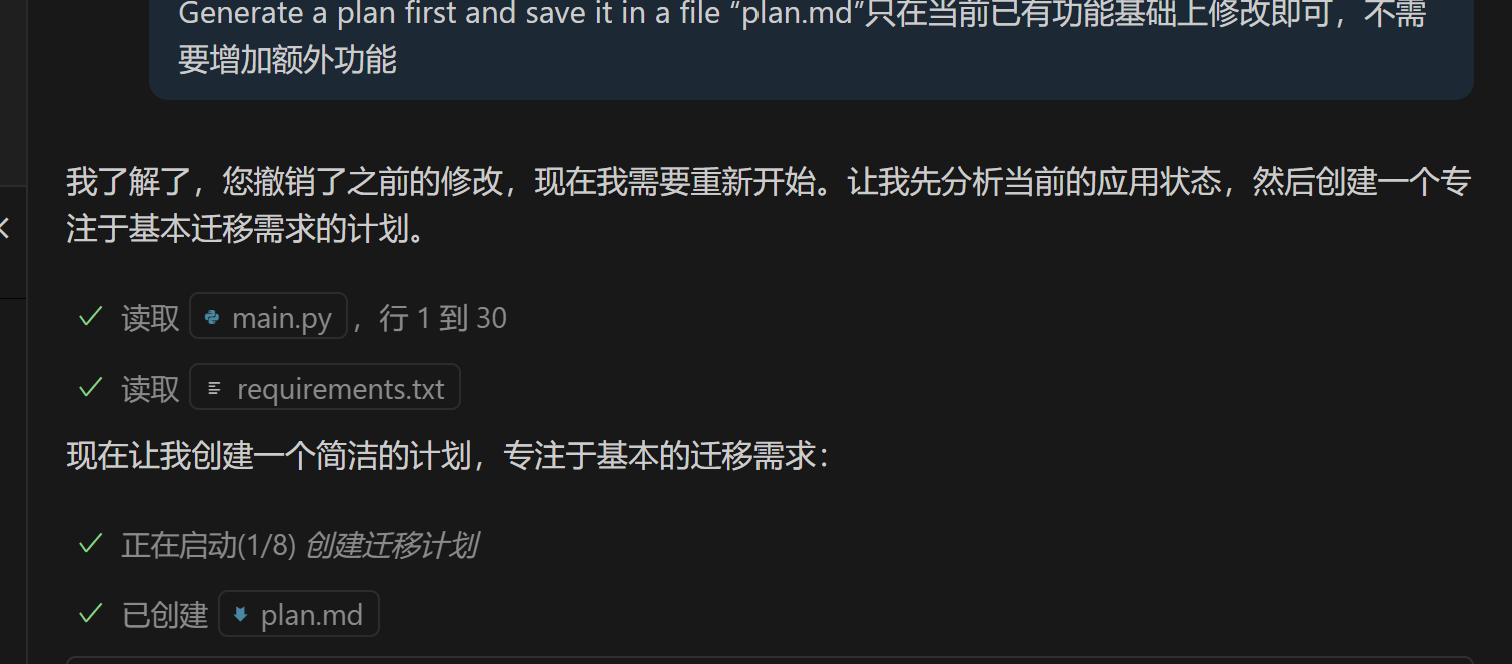 Generate a plan first and save it in a file “plan.md”只在当前已有功能基础上修改即可，不需
要增加额外功能
我了解了，您撤销了之前的修改，现在我需要重新开始。让我先分析当前的应用状态，然后创建一个专
注于基本迁移需求的计划。
读取 main.py，行 1 到 30
读取 requirements.txt
现在让我创建一个简洁的计划，专注于基本的迁移需求：
正在启动(1/8) 创建迁移计划
已创建 plan.md